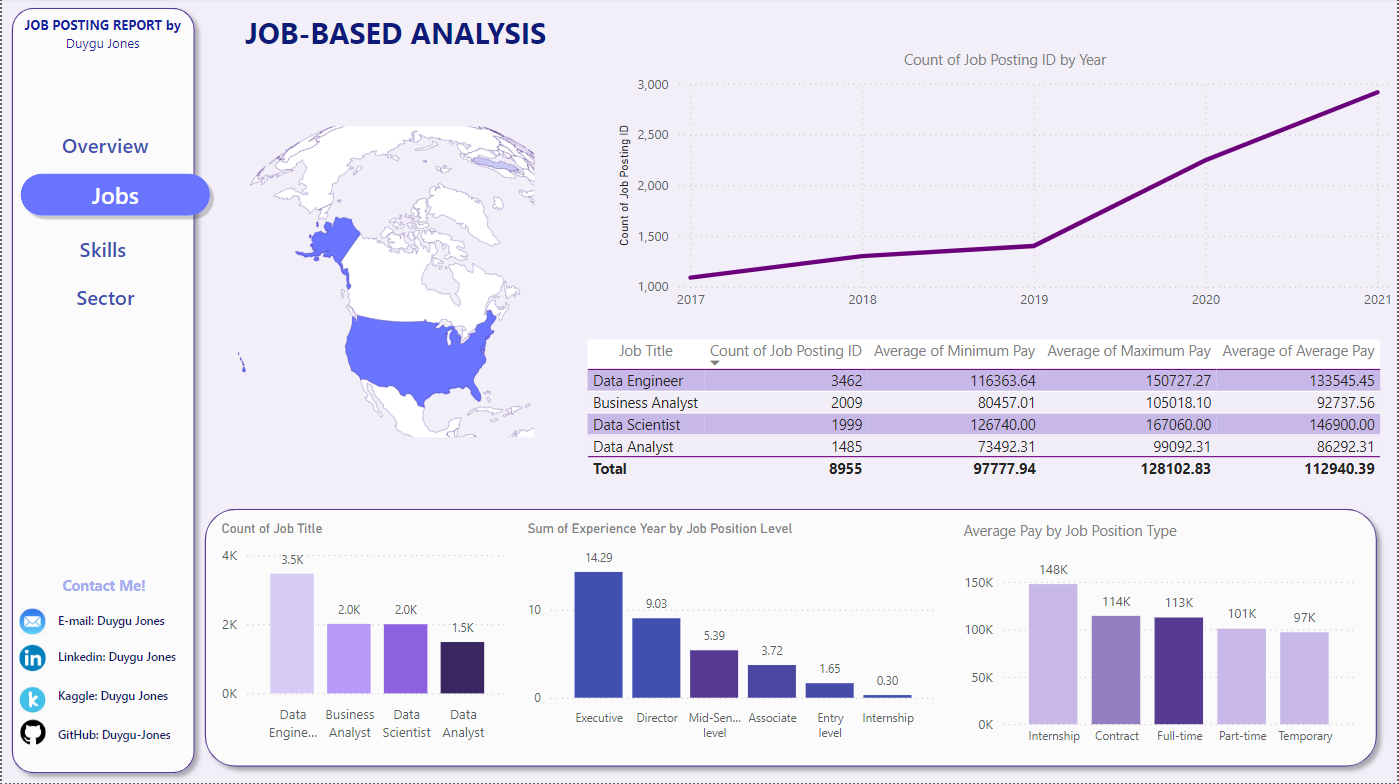 JOB POSTING REPORT by
Duygu Jones
Overview
Jobs
Skills
Sector
Contact Me!
E-mail: Duygu Jones
in
Linkedin: Duygu Jones
k
Kaggle: Duygu Jones
GitHub: Duygu-Jones
JOB-BASED ANALYSIS
Count of Job Posting ID by Year
Count of Job Posting ID
3,000
2,500
2,000
1,500
1,000
2017 2018 2019 2020 2021
Job Title Count of Job Posting ID Average of Minimum Pay Average of Maximum Pay Average of Average Pay
Data Engineer 3462 116363.64 150727.27 133545.45
Business Analyst 2009 80457.01 105018.10 92737.56
Data Scientist 1999 126740.00 167060.00 146900.00
Data Analyst 1485 73492.31 99092.31 86292.31
Total 8955 97777.94 128102.83 112940.39
Count of Job Title
4K
2K
0K
3.5K 2.0K 2.0K 1.5K
Data Business Data Data
Engine... Analyst Scientist Analyst
Sum of Experience Year by Job Position Level
10
0
14.29 9.03 5.39 3.72 1.65 0.30
Executive Director Mid-Sen... Associate Entry Internship
level level
Average Pay by Job Position Type
150K
100K
50K
0K
148K 114K 113K 101K 97K
Internship Contract Full-time Part-time Temporary